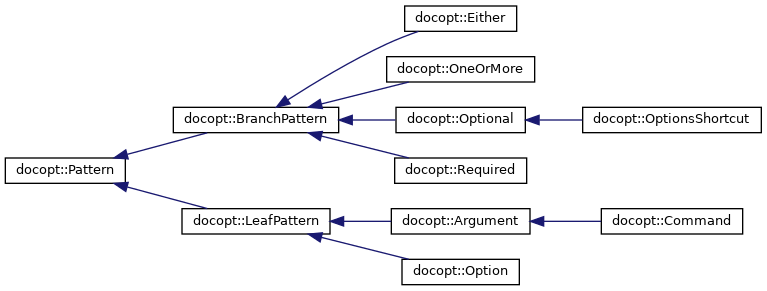 docopt::Either
docopt::OneOrMore
docopt::BranchPattern
docopt::Optional
docopt::OptionsShortcut
docopt::Pattern
docopt::Required
docopt::LeafPattern
docopt::Argument
docopt::Command
docopt::Option